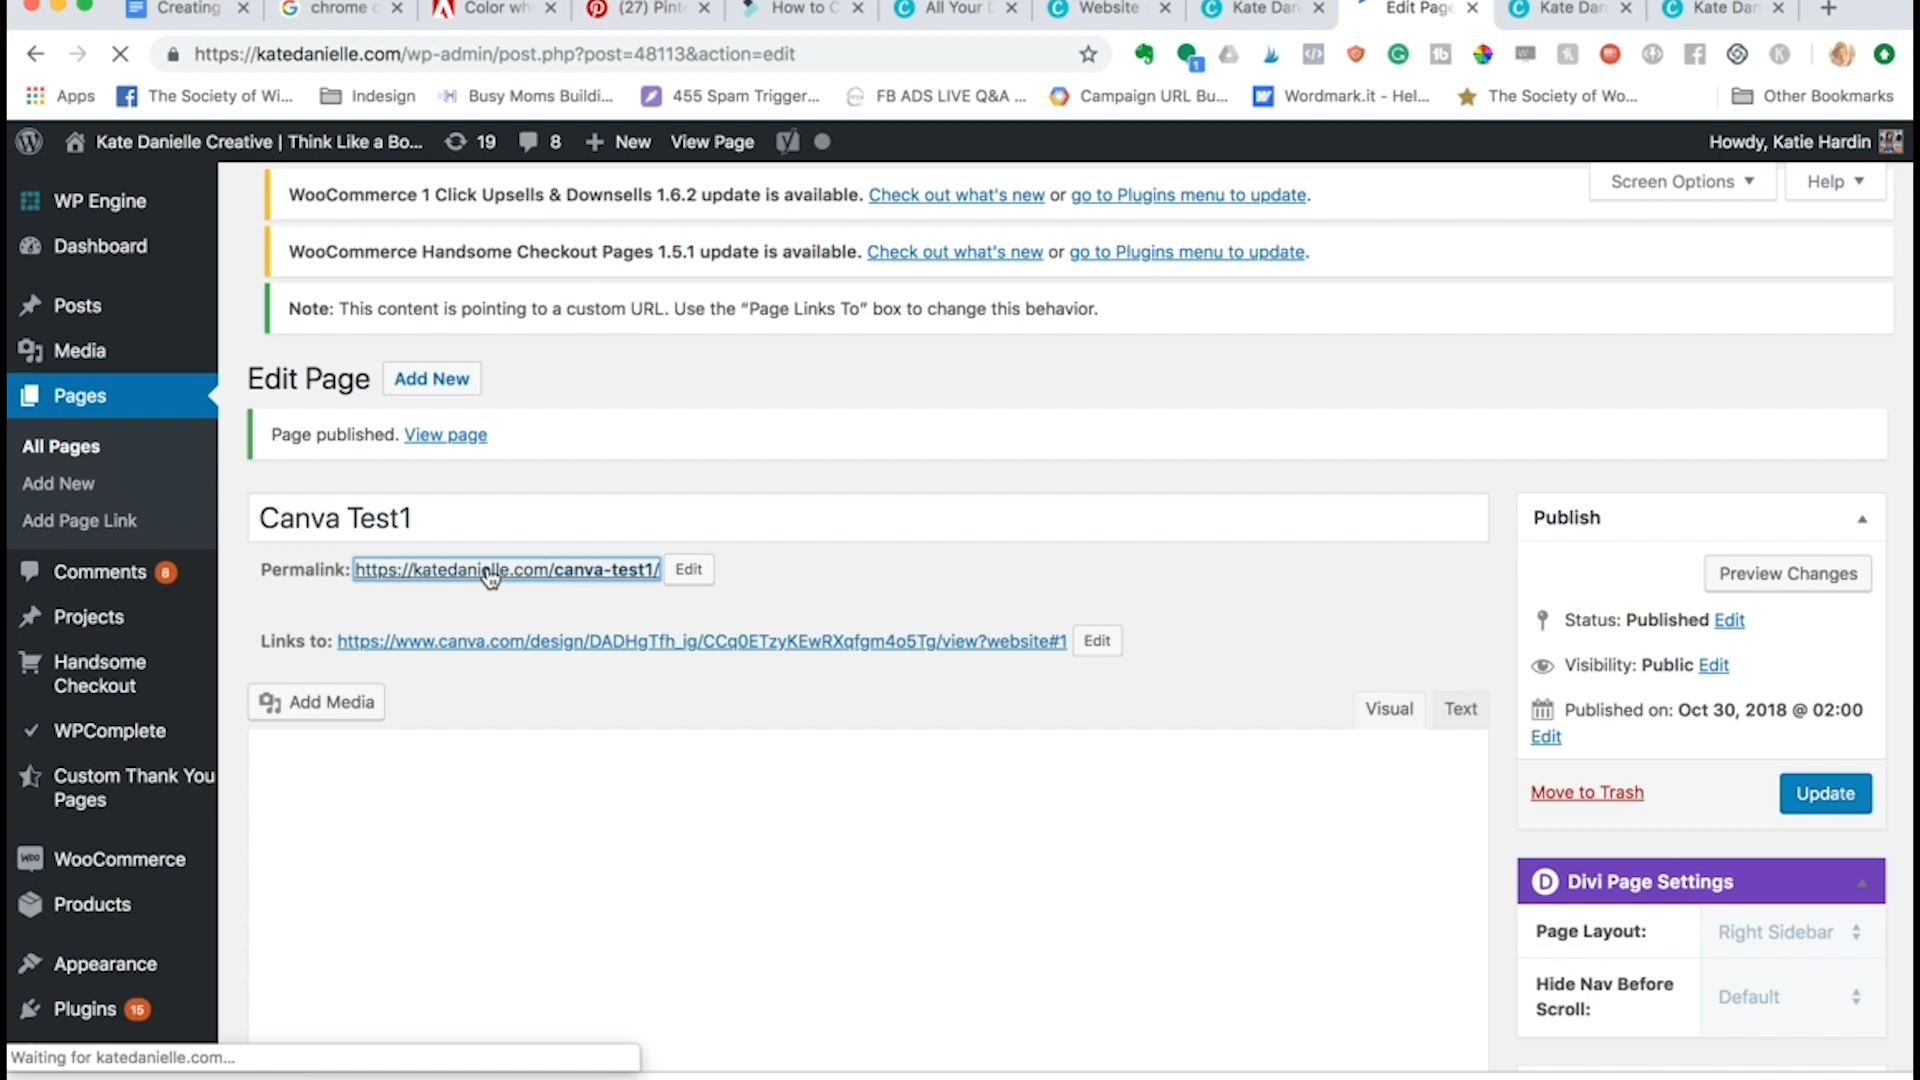 Creating
chrome
Color wh
(27) Pint
How to C
All Your
Website
Kate Dan
Edit Page
Kate Dan
Kate Dan
https://katedanielle.com/wp-admin/post.php?post=48113&action=edit
Apps
The Society of Wi...
Indesign
Busy Moms Buildi...
455 Spam Trigger...
FB ADS LIVE Q&A ...
Campaign URL Bu...
Wordmark.it - Hel...
The Society of Wo...
Other Bookmarks
Kate Danielle Creative | Think Like a Bo...
19
8
New
View Page
Howdy, Katie Hardin
WP Engine
Dashboard
Posts
Media
Pages
All Pages
Add New
Add Page Link
Comments 8
Projects
Handsome
Checkout
WPComplete
Custom Thank You
Pages
WooCommerce
Products
Appearance
Plugins 15
Screen Options
Help
WooCommerce 1 Click Upsells & Downsells 1.6.2 update is available. Check out what's new or go to Plugins menu to update.
WooCommerce Handsome Checkout Pages 1.5.1 update is available. Check out what's new or go to Plugins menu to update.
Note: This content is pointing to a custom URL. Use the “Page Links To” box to change this behavior.
Edit Page
Add New
Page published. View page
Canva Test1
Permalink: https://katedanielle.com/canva-test1/ Edit
Links to: https://www.canva.com/design/DADHgTfh_ig/CCq0ETzyKEwRXqfgm4o5Tg/view?website#1 Edit
Add Media
Visual
Text
Publish
Preview Changes
Status: Published Edit
Visibility: Public Edit
Published on: Oct 30, 2018 @ 02:00
Edit
Move to Trash
Update
Divi Page Settings
Page Layout:
Right Sidebar
Hide Nav Before
Scroll:
Default
Waiting for katedanielle.com...